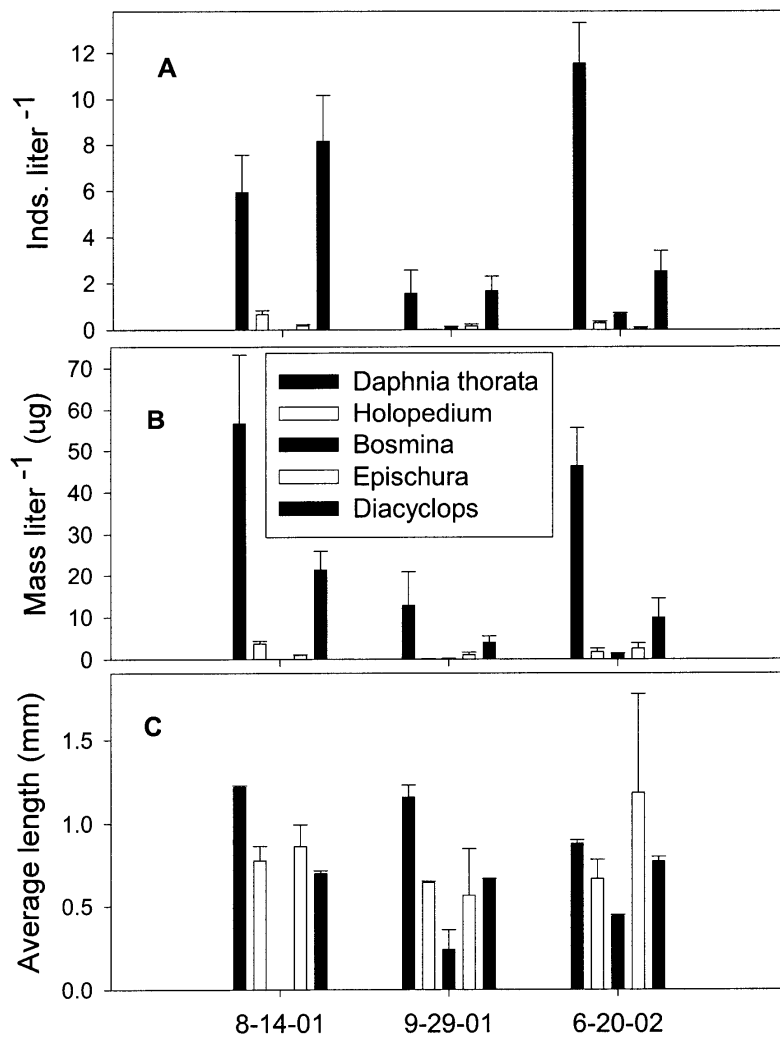 A
Inds. liter -1
12
10
8
6
4
2
0
B
Mass liter -1 (ug)
70
60
50
40
30
20
10
0
Daphnia thorata
Holopedium
Bosmina
Epischura
Diacyclops
C
Average length (mm)
1.5
1.0
0.5
0.0
8-14-01
9-29-01
6-20-02